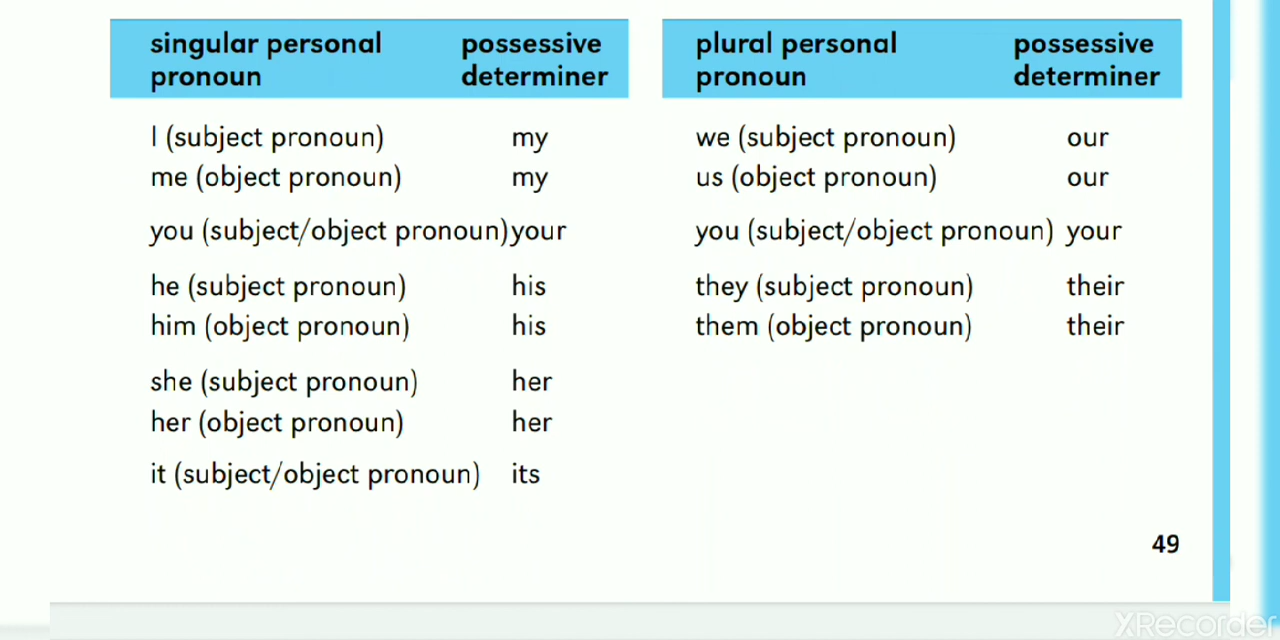 singular personal pronoun possessive determiner
I (subject pronoun) my
me (object pronoun) my
you (subject/object pronoun) your
he (subject pronoun) his
him (object pronoun) his
she (subject pronoun) her
her (object pronoun) her
it (subject/object pronoun) its
plural personal pronoun possessive determiner
we (subject pronoun) our
us (object pronoun) our
you (subject/object pronoun) your
they (subject pronoun) their
them (object pronoun) their
49
XRecorder